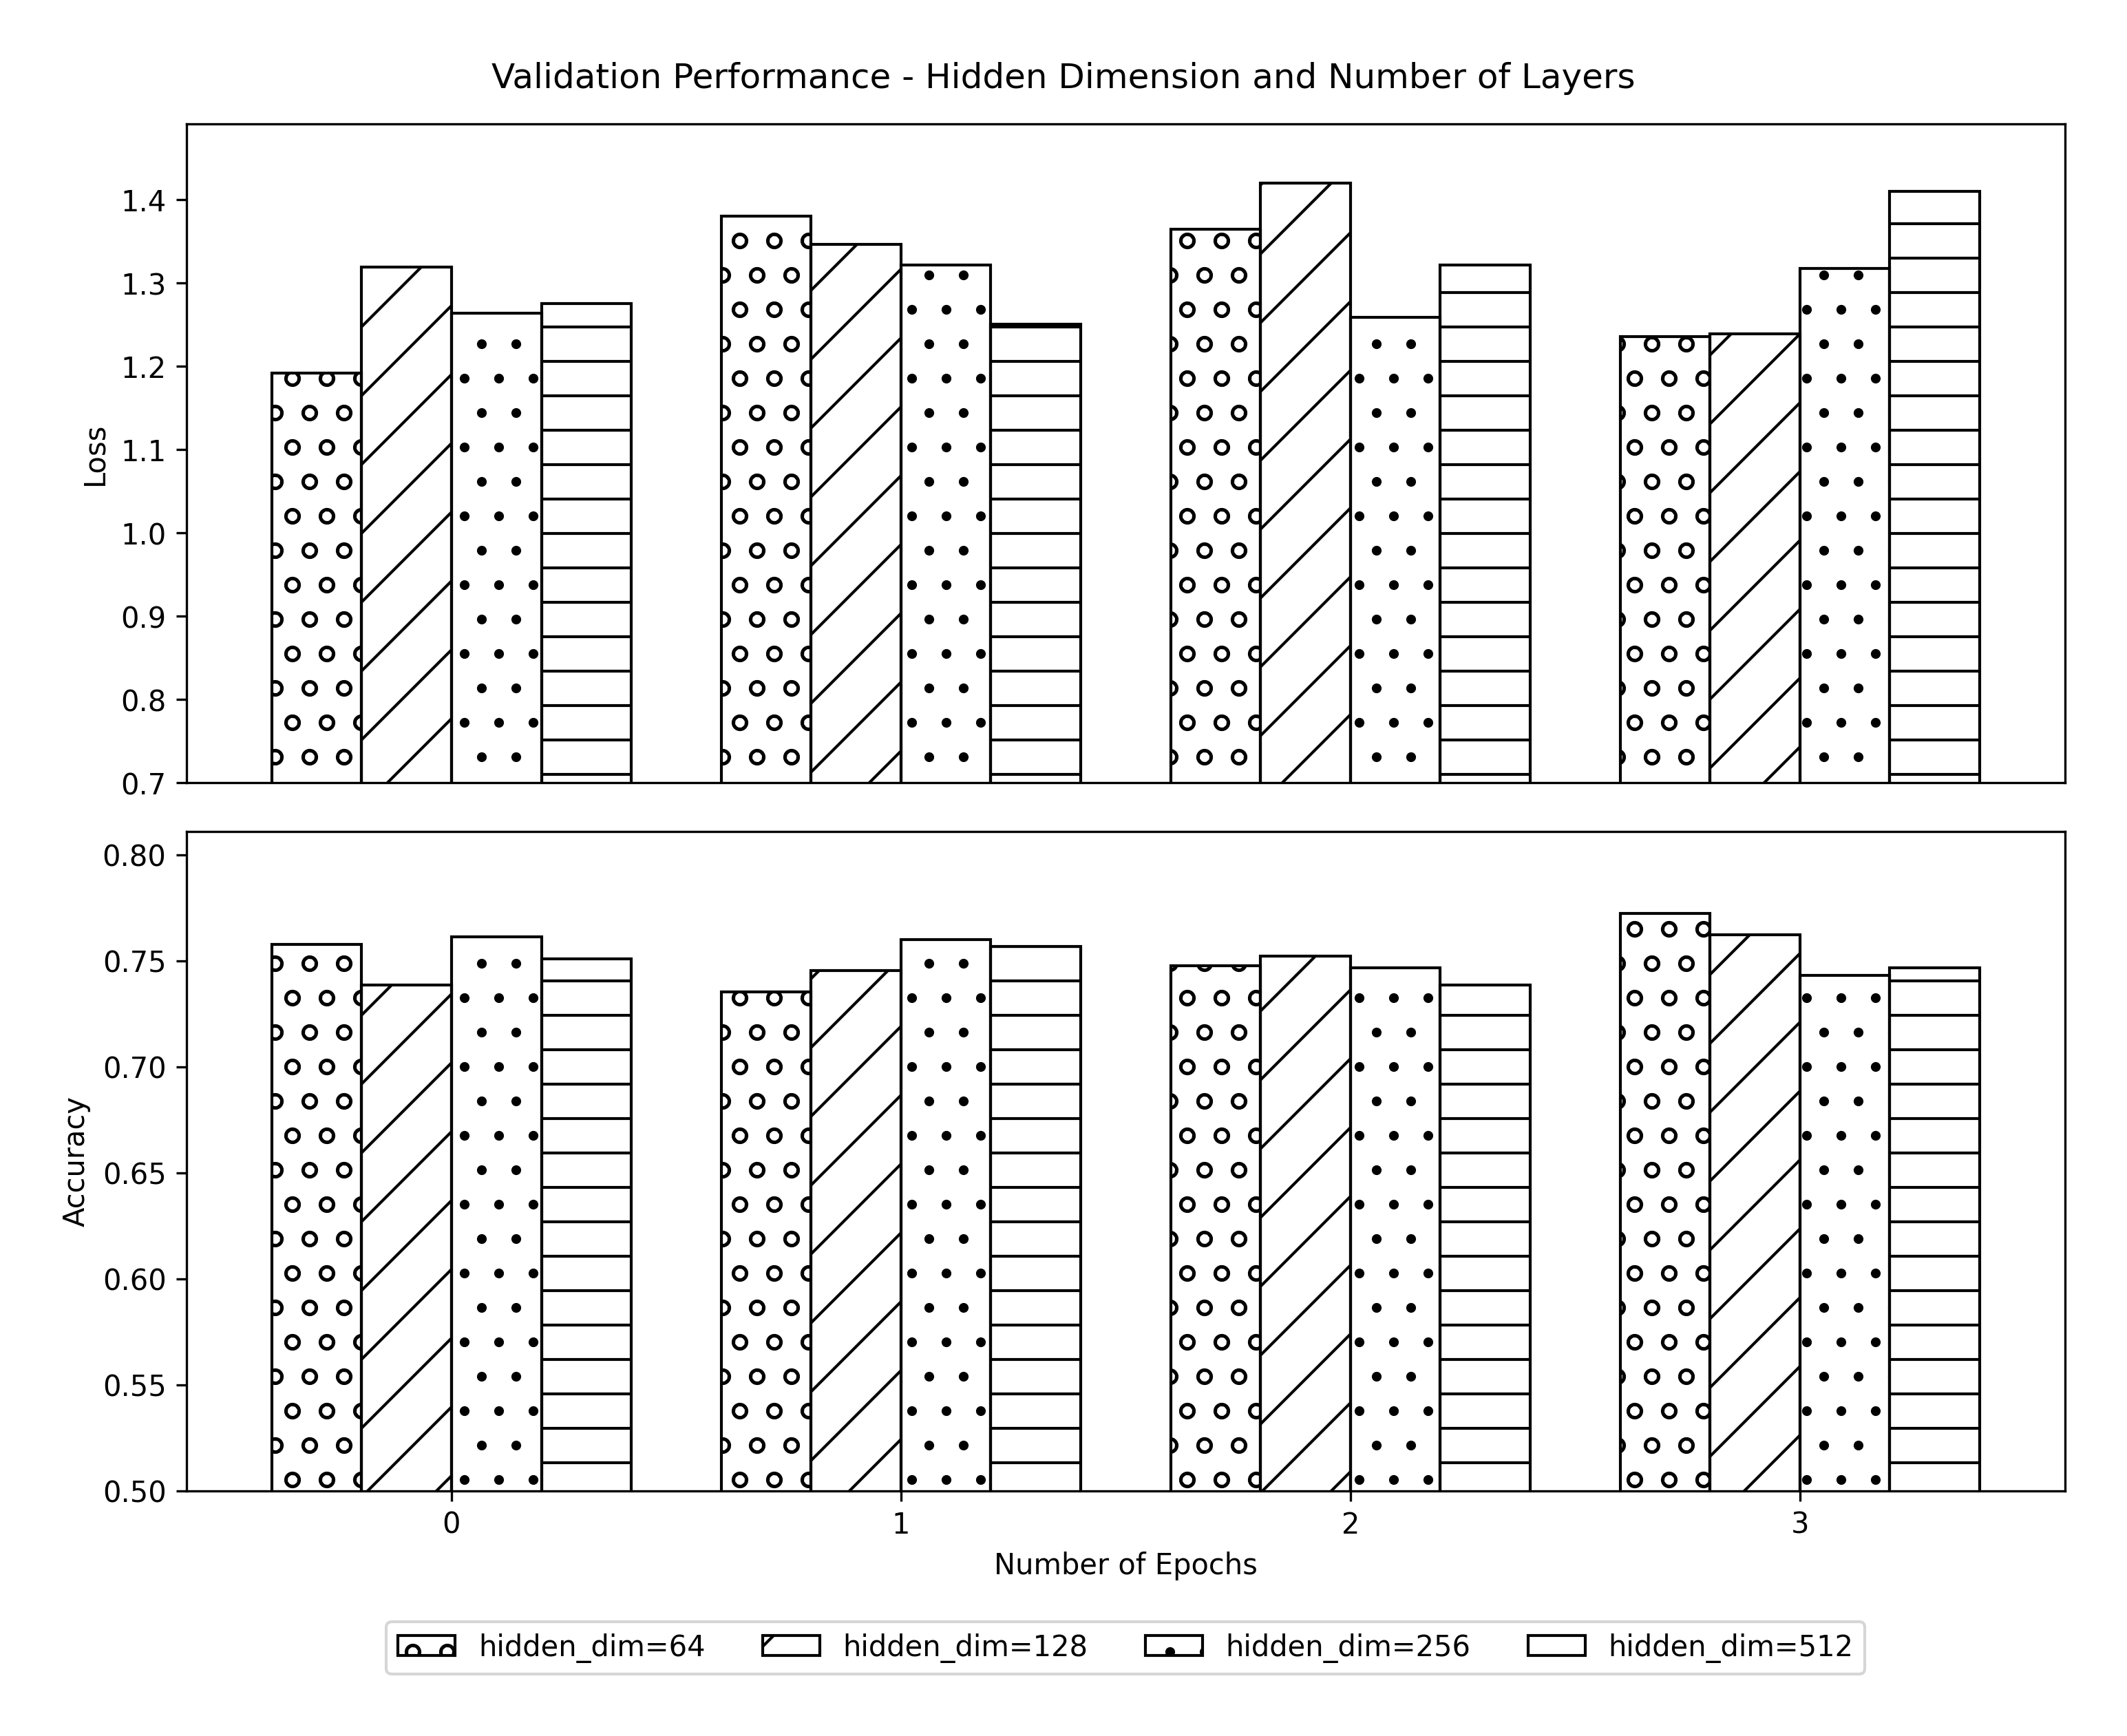 Validation Performance - Hidden Dimension and Number of Layers
Loss
1.4
1.3
1.2
1.1
1.0
0.9
0.8
0.7
Accuracy
0.80
0.75
0.70
0.65
0.60
0.55
0.50
0 1 2 3
Number of Epochs
hidden_dim=64 hidden_dim=128 hidden_dim=256 hidden_dim=512